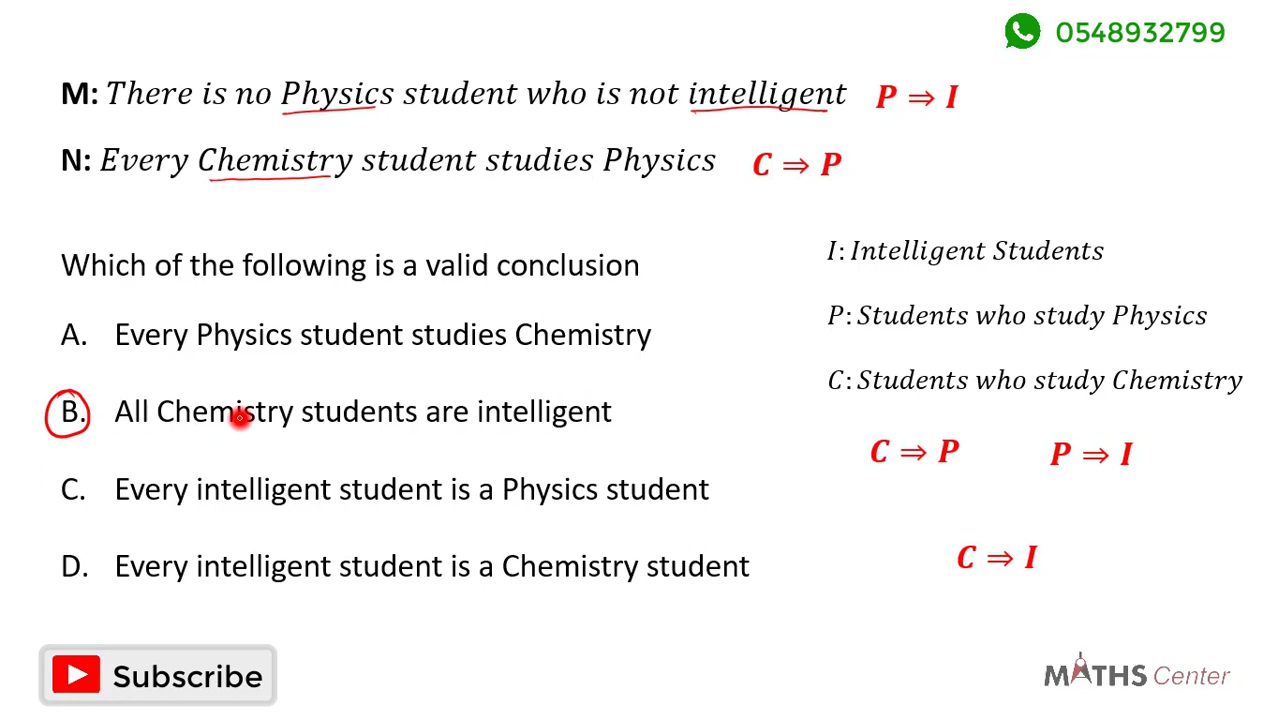 0548932799
M: There is no Physics student who is not intelligent P ⇒ I
N: Every Chemistry student studies Physics C ⇒ P
Which of the following is a valid conclusion
A. Every Physics student studies Chemistry
B. All Chemistry students are intelligent
C. Every intelligent student is a Physics student
D. Every intelligent student is a Chemistry student
I: Intelligent Students
P: Students who study Physics
C: Students who study Chemistry
C ⇒ P P ⇒ I
C ⇒ I
Subscribe
MATHS Center